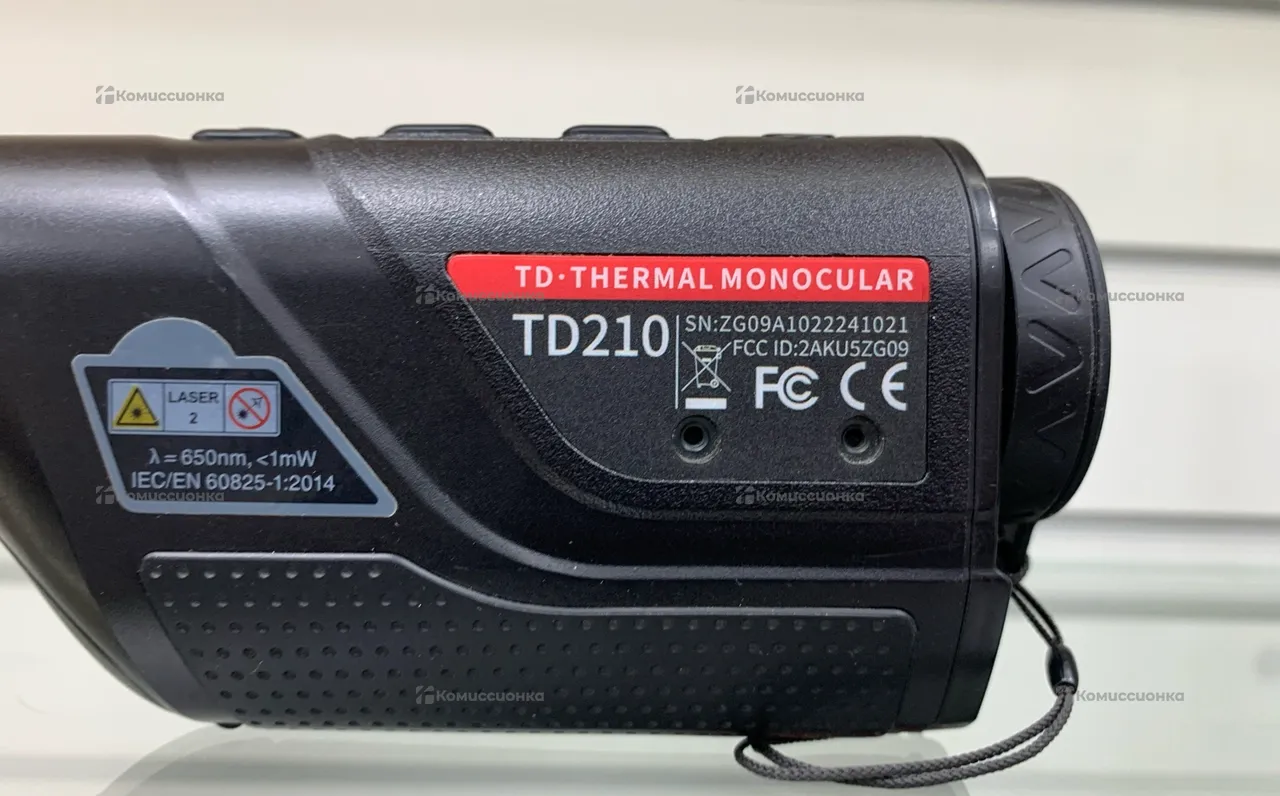 Комиссионка
Комиссионка
TD·THERMAL MONOCULAR
Комиссионка
Комиссионка
TD210
SN:ZG09A1022241021
FCC ID:2AKU5ZG09
FC CE
LASER
2
λ = 650nm, <1mW
IEC/EN 60825-1:2014
Комиссионка
Комиссионка
Комиссионка
Комиссионка